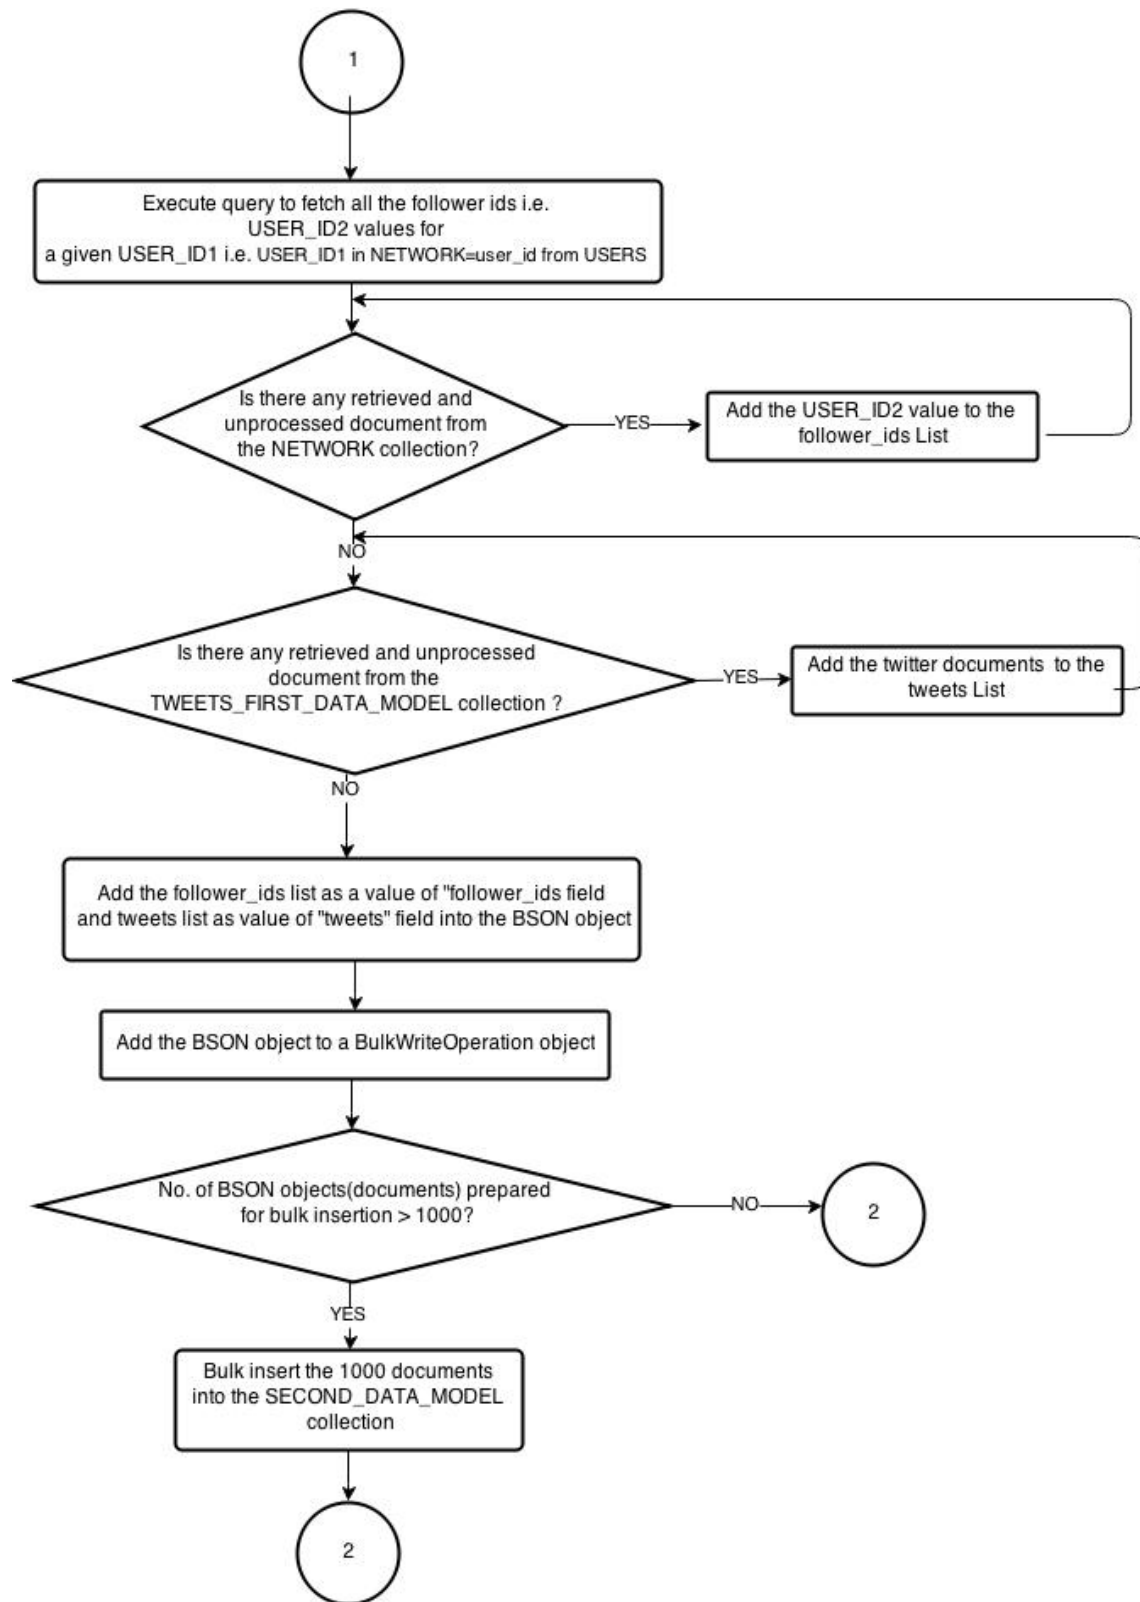 1
Execute query to fetch all the follower ids i.e.
USER_ID2 values for
a given USER_ID1 i.e. USER_ID1 in NETWORK=user_id from USERS
Is there any retrieved and
unprocessed document from
the NETWORK collection?
YES
Add the USER_ID2 value to the
follower_ids List
NO
Is there any retrieved and unprocessed
document from the
TWEETS_FIRST_DATA_MODEL collection ?
YES
Add the twitter documents to the
tweets List
NO
Add the follower_ids list as a value of "follower_ids field
and tweets list as value of "tweets" field into the BSON object
Add the BSON object to a BulkWriteOperation object
No. of BSON objects(documents) prepared
for bulk insertion > 1000?
NO
2
YES
Bulk insert the 1000 documents
into the SECOND_DATA_MODEL
collection
2